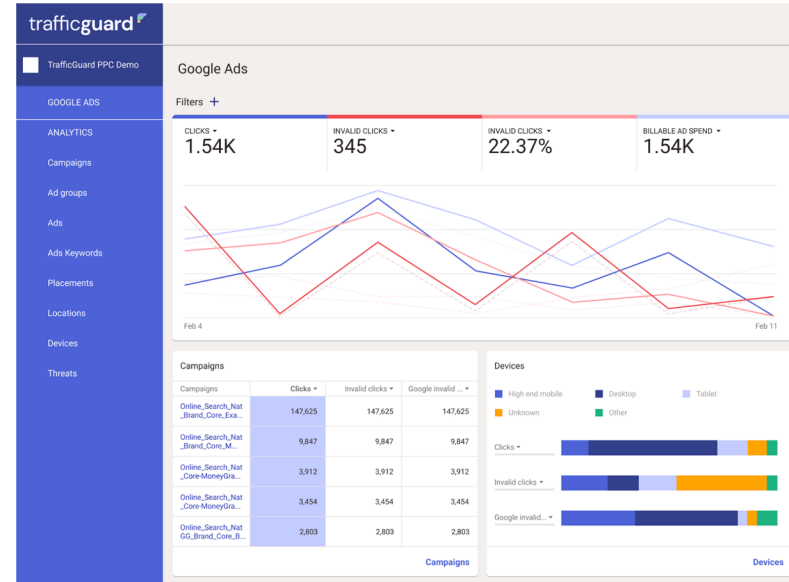 trafficguard
TrafficGuard PPC Demo
GOOGLE ADS
ANALYTICS
Campaigns
Ad groups
Ads
Ads Keywords
Placements
Locations
Devices
Threats
Google Ads
Filters +
CLICKS
1.54K
INVALID CLICKS
345
INVALID CLICKS
22.37%
BILLABLE AD SPEND
1.54K
Feb 4
Feb 11
Campaigns
Campaigns Clicks Invalid clicks Google invalid ...
Online_Search_Nat
_Brand_Core_Exa... 147,625 147,625 147,625
Online_Search_Nat
_Brand_Core_M... 9,847 9,847 9,847
Online_Search_Nat
_Core-MoneyGra... 3,912 3,912 3,912
Online_Search_Nat
_Core-MoneyGra... 3,454 3,454 3,454
Online_Search_Nat
GG_Brand_Core_B... 2,803 2,803 2,803
Campaigns
Devices
High end mobile Desktop Tablet
Unknown Other
Clicks
Invalid clicks
Google invalid...
Devices